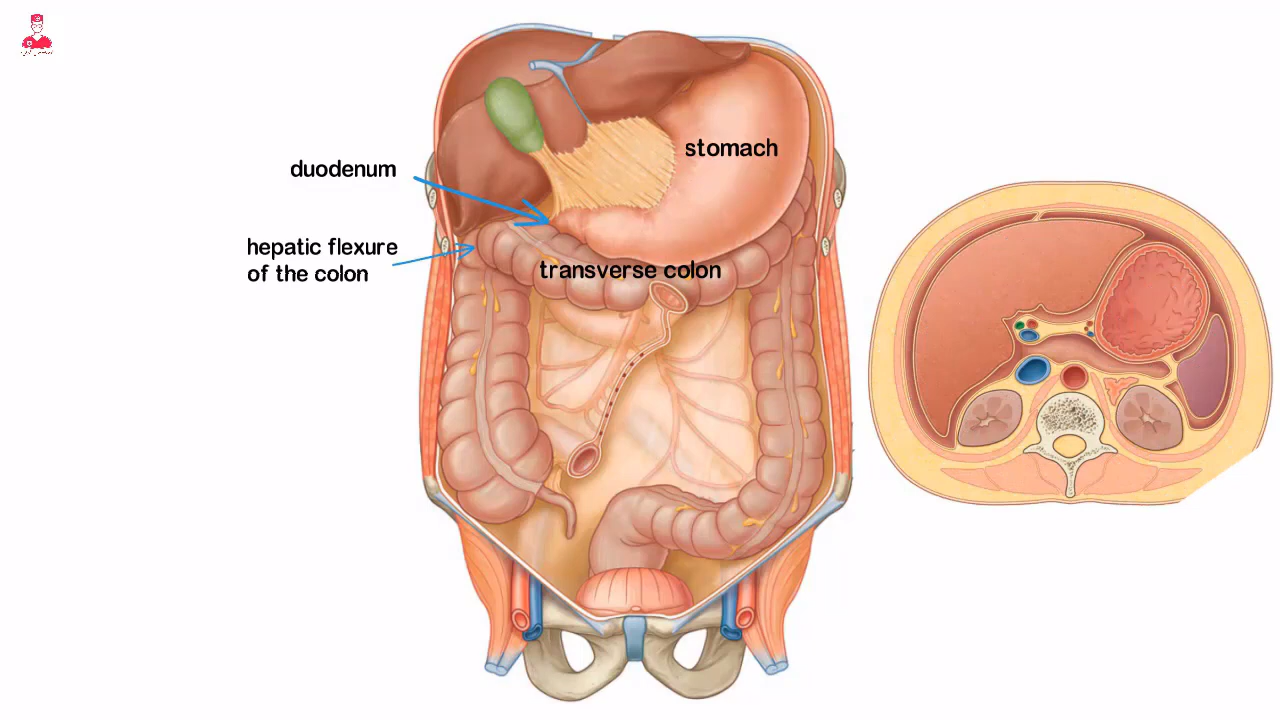 stomach
duodenum
hepatic flexure
of the colon
transverse colon